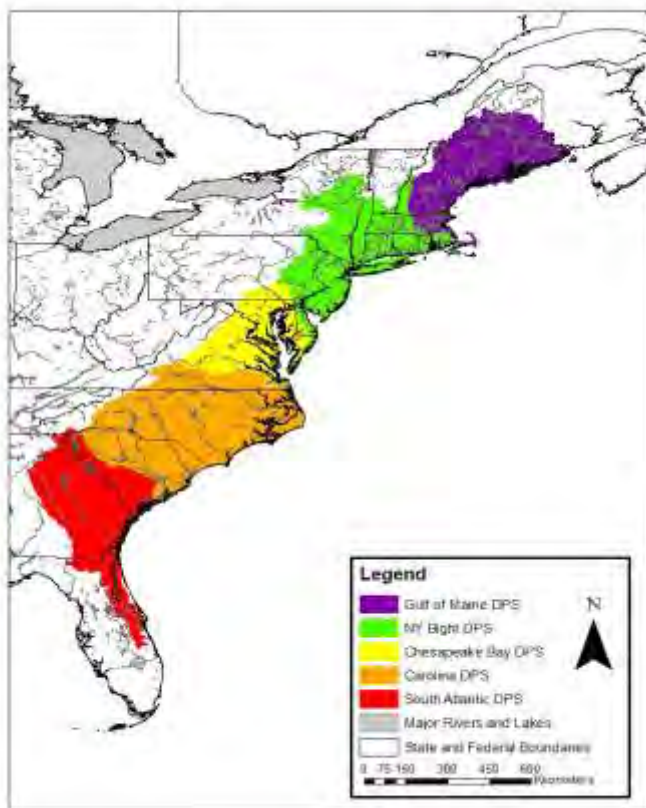 Legend
Gulf of Maine DPS
NY Bight DPS
Chesapeake Bay DPS
Carolina DPS
South Atlantic DPS
Major Rivers and Lakes
State and Federal Boundaries
N
0 75 150 300 450 600
Kilometers